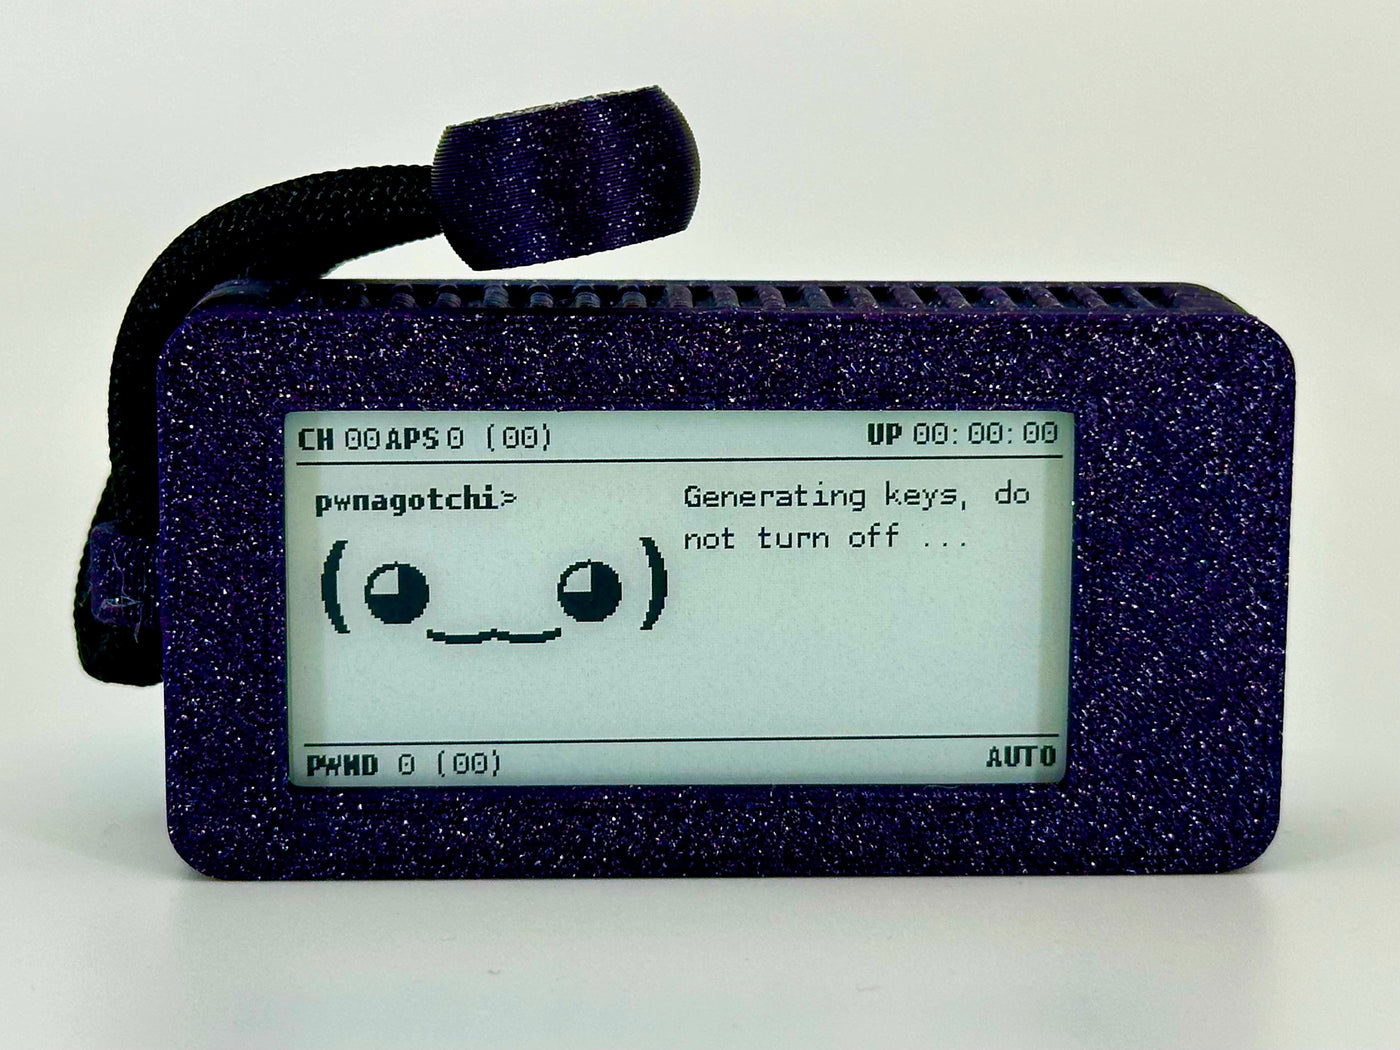 CH 00 APS 0 (00) UP 00:00:00
pwnagotchi>
Generating keys, do
not turn off ...
PWND 0 (00) AUTO